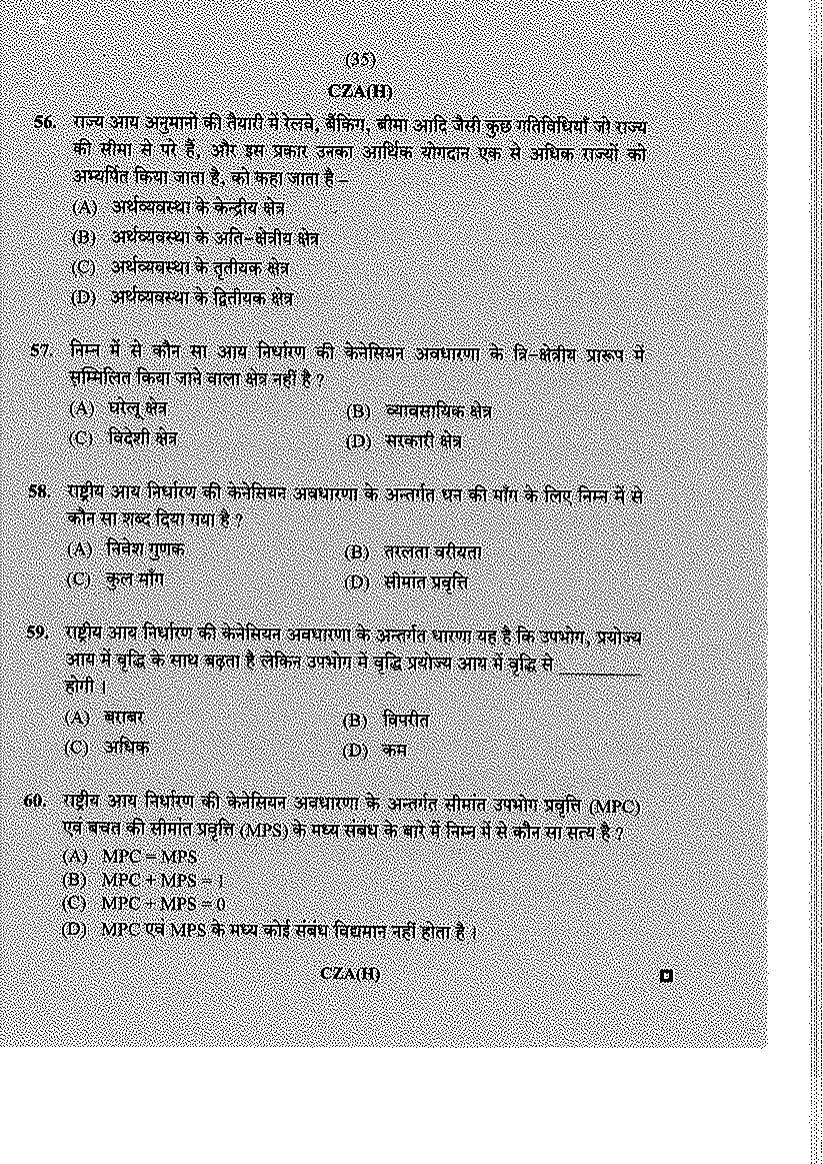 (35)
CZA(H)
56. राज्य आय अनुमानों की तैयारी में रेलवे, बैंकिंग, बीमा आदि जैसी कुछ गतिविधियाँ जो राज्य
की सीमा से परे है, और इस प्रकार उनका आर्थिक योगदान एक से अधिक राज्यों को
अभ्यर्पित किया जाता है, को कहा जाता है –
(A) अर्थव्यवस्था के केन्द्रीय क्षेत्र
(B) अर्थव्यवस्था के अति-क्षेत्रीय क्षेत्र
(C) अर्थव्यवस्था के तृतीयक क्षेत्र
(D) अर्थव्यवस्था के द्वितीयक क्षेत्र
57. निम्न में से कौन सा आय निर्धारण की केनेसियन अवधारणा के त्रि-क्षेत्रीय प्रारूप में
सम्मिलित किया जाने वाला क्षेत्र नहीं है ?
(A) घरेलू क्षेत्र (B) व्यावसायिक क्षेत्र
(C) विदेशी क्षेत्र (D) सरकारी क्षेत्र
58. राष्ट्रीय आय निर्धारण की केनेसियन अवधारणा के अन्तर्गत धन की माँग के लिए निम्न में से
कौन सा शब्द दिया गया है ?
(A) निवेश गुणक (B) तरलता वरीयता
(C) कुल माँग (D) सीमांत प्रवृत्ति
59. राष्ट्रीय आय निर्धारण की केनेसियन अवधारणा के अन्तर्गत धारणा यह है कि उपभोग, प्रयोज्य
आय में वृद्धि के साथ बढ़ता है लेकिन उपभोग में वृद्धि प्रयोज्य आय में वृद्धि से ________
होगी ।
(A) बराबर (B) विपरीत
(C) अधिक (D) कम
60. राष्ट्रीय आय निर्धारण की केनेसियन अवधारणा के अन्तर्गत सीमांत उपभोग प्रवृत्ति (MPC)
एवं बचत की सीमांत प्रवृत्ति (MPS) के मध्य संबंध के बारे में निम्न में से कौन सा सत्य है ?
(A) MPC = MPS
(B) MPC + MPS = 1
(C) MPC + MPS = 0
(D) MPC एवं MPS के मध्य कोई संबंध विद्यमान नहीं होता है ।
CZA(H)